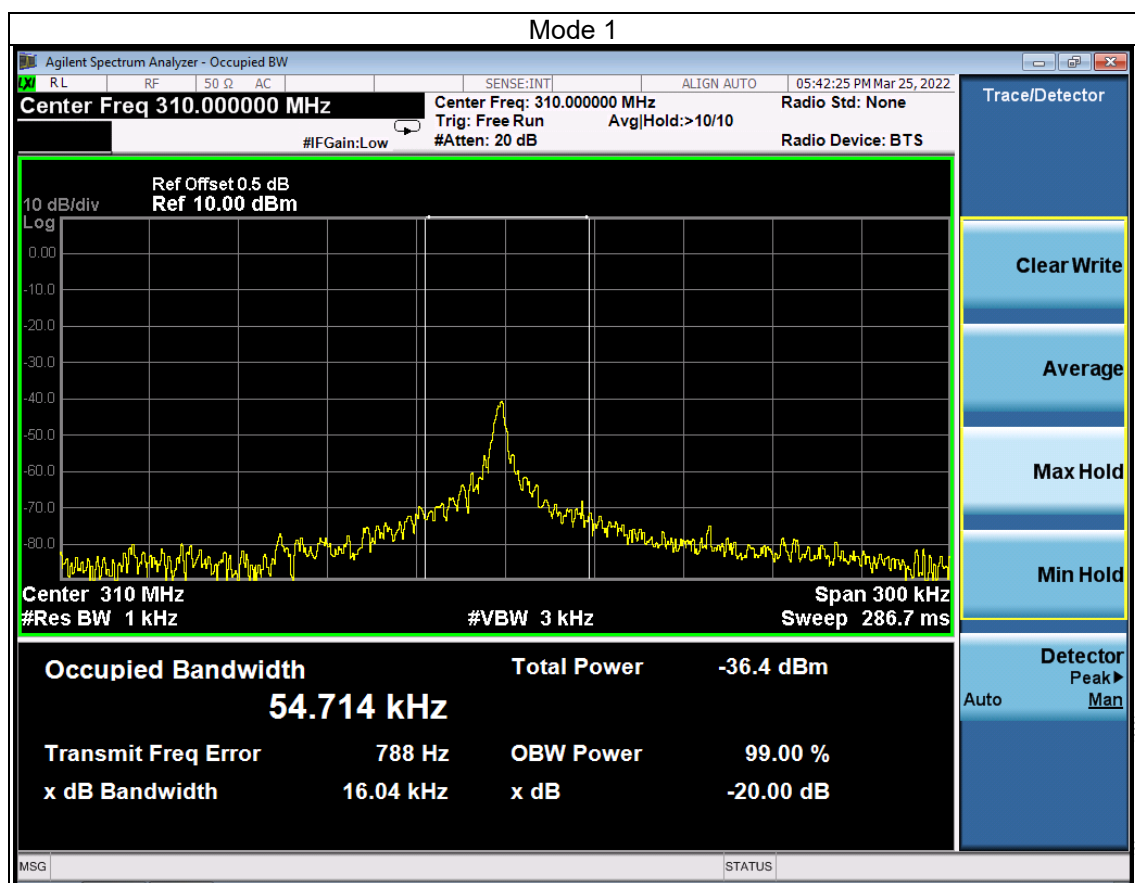 Mode 1
Agilent Spectrum Analyzer - Occupied BW
LXI RL RF 50 Ω AC SENSE:INT ALIGN AUTO 05:42:25 PM Mar 25, 2022
Center Freq 310.000000 MHz
Center Freq: 310.000000 MHz
Radio Std: None
Trig: Free Run Avg|Hold:>10/10
#IFGain:Low
#Atten: 20 dB
Radio Device: BTS
Trace/Detector
Ref Offset 0.5 dB
10 dB/div Ref 10.00 dBm
Log
0.00
-10.0
-20.0
-30.0
-40.0
-50.0
-60.0
-70.0
-80.0
Center 310 MHz Span 300 kHz
#Res BW 1 kHz #VBW 3 kHz Sweep 286.7 ms
Clear Write
Average
Max Hold
Min Hold
Detector
Peak▶
Auto Man
Occupied Bandwidth Total Power -36.4 dBm
54.714 kHz
Transmit Freq Error 788 Hz OBW Power 99.00 %
x dB Bandwidth 16.04 kHz x dB -20.00 dB
MSG STATUS